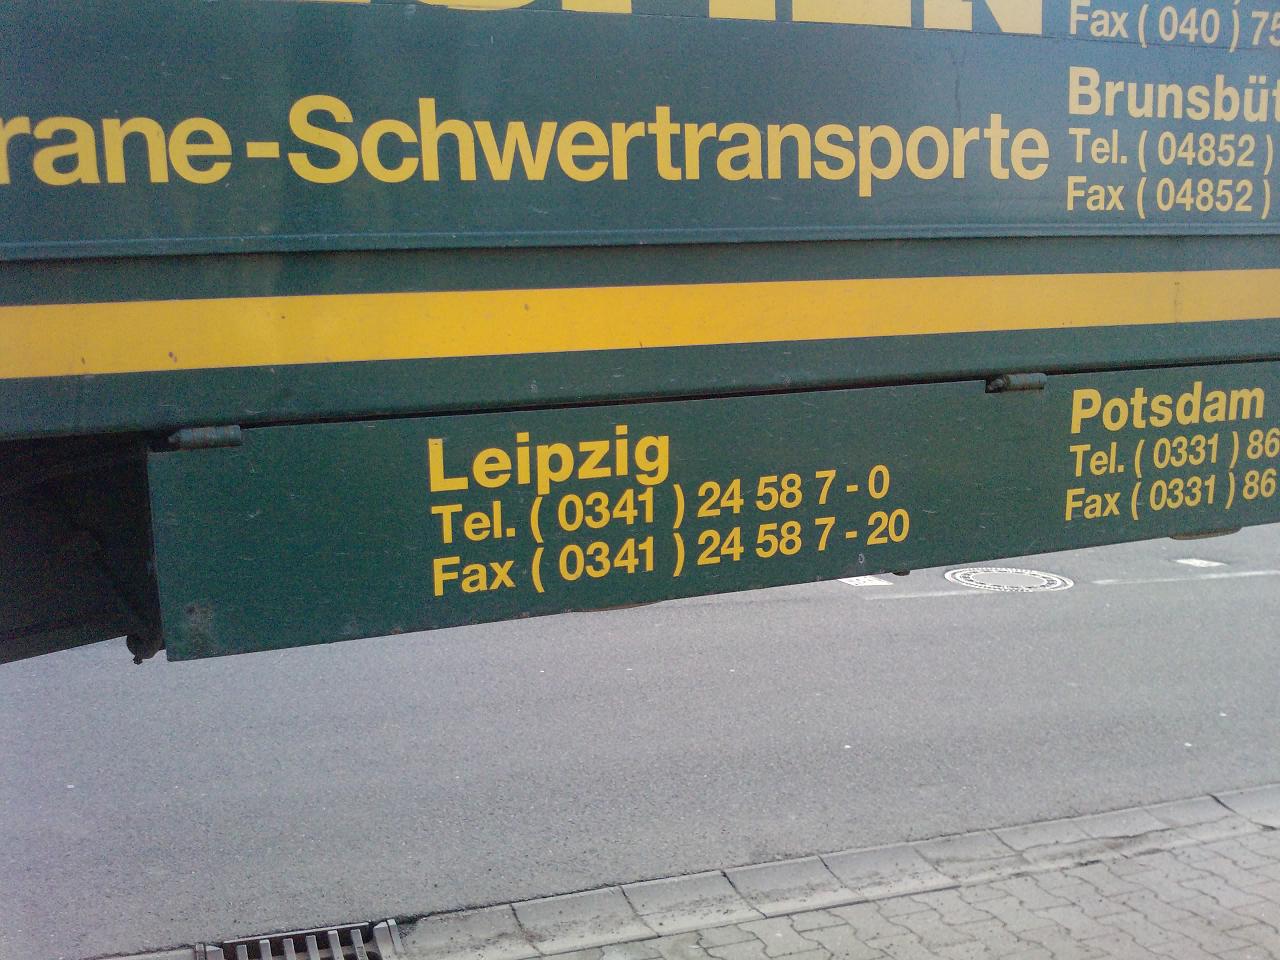 rane-Schwertransporte
Fax ( 040 ) 75
Brunsbüt
Tel. ( 04852 )
Fax ( 04852 )
Leipzig
Tel. ( 0341 ) 24 58 7 - 0
Fax ( 0341 ) 24 58 7 - 20
Potsdam
Tel. ( 0331 ) 86
Fax ( 0331 ) 86